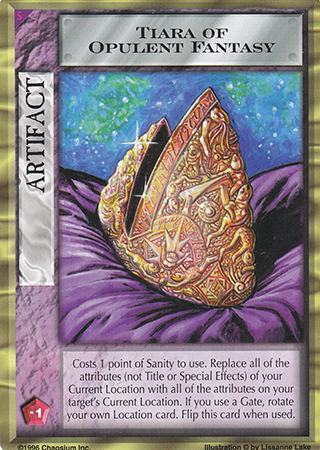 S
TIARA OF
OPULENT FANTASY
ARTIFACT
Costs 1 point of Sanity to use. Replace all of the
attributes (not Title or Special Effects) of your
Current Location with all of the attributes on your
target's Current Location. If you use a Gate, rotate
your own Location card. Flip this card when used.
-1
©1996 Chaosium Inc.
Illustration © by Lissanne Lake